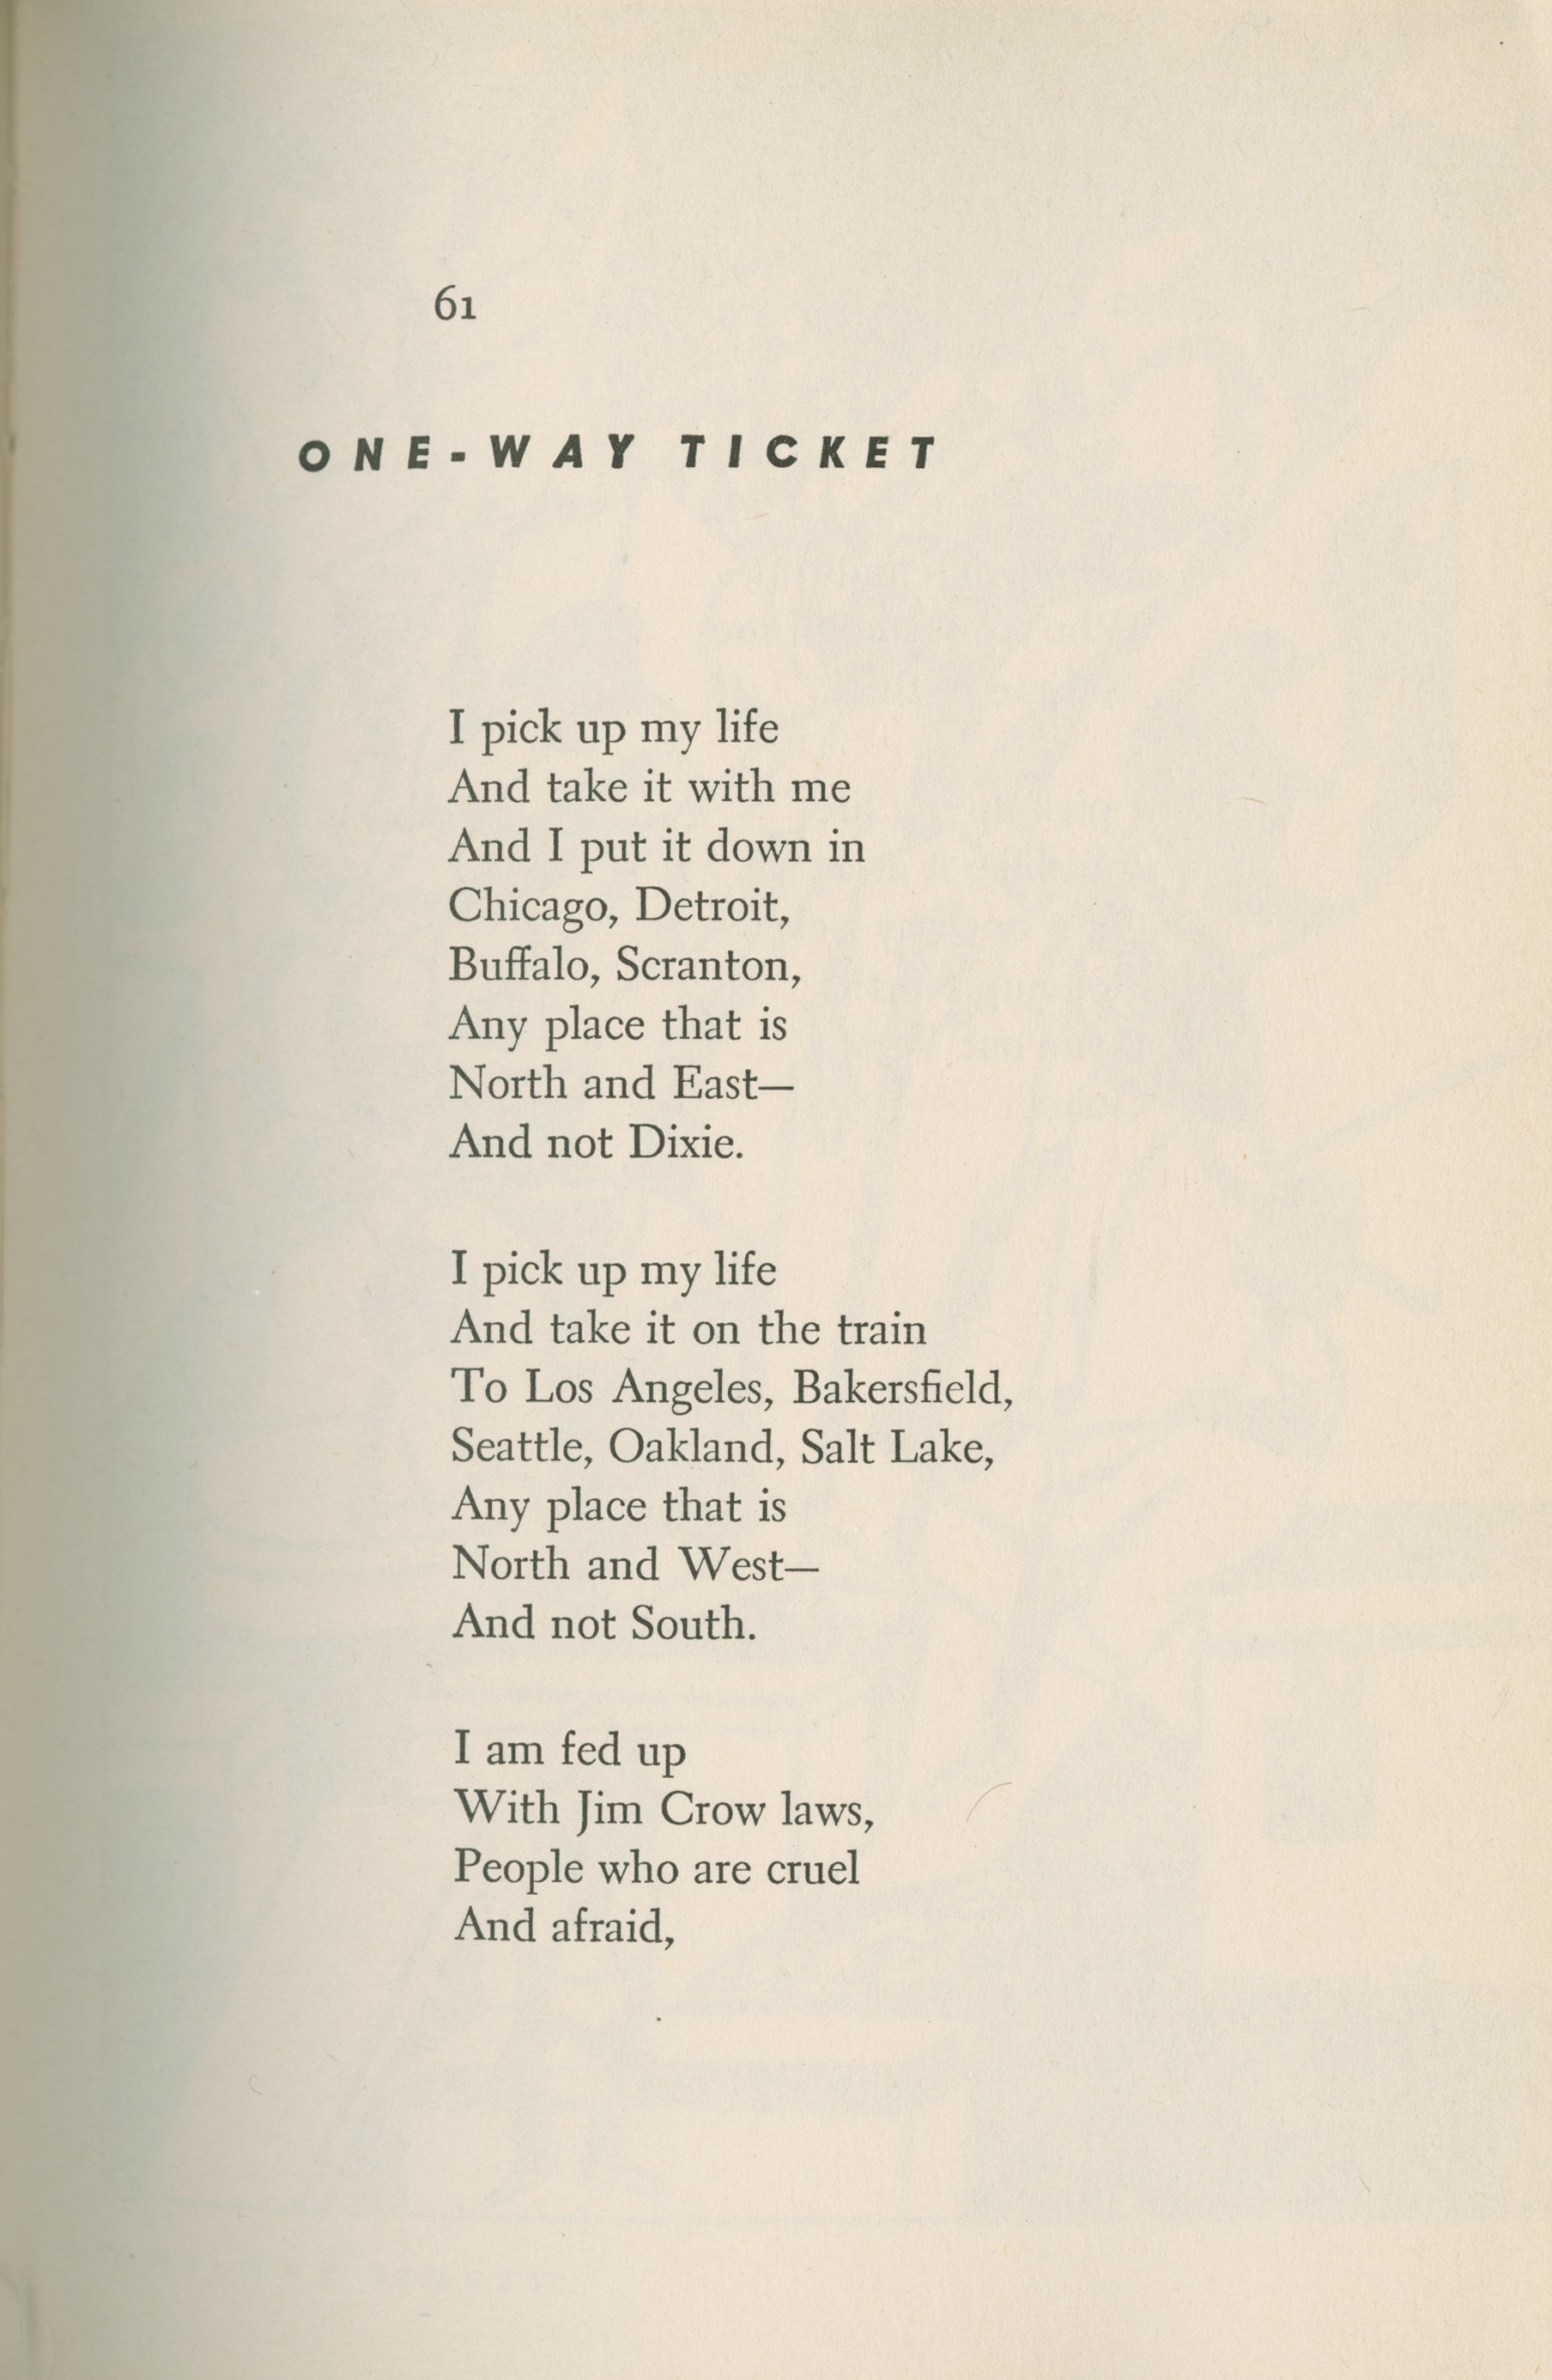 61
ONE-WAY TICKET
I pick up my life
And take it with me
And I put it down in
Chicago, Detroit,
Buffalo, Scranton,
Any place that is
North and East—
And not Dixie.
I pick up my life
And take it on the train
To Los Angeles, Bakersfield,
Seattle, Oakland, Salt Lake,
Any place that is
North and West—
And not South.
I am fed up
With Jim Crow laws,
People who are cruel
And afraid,